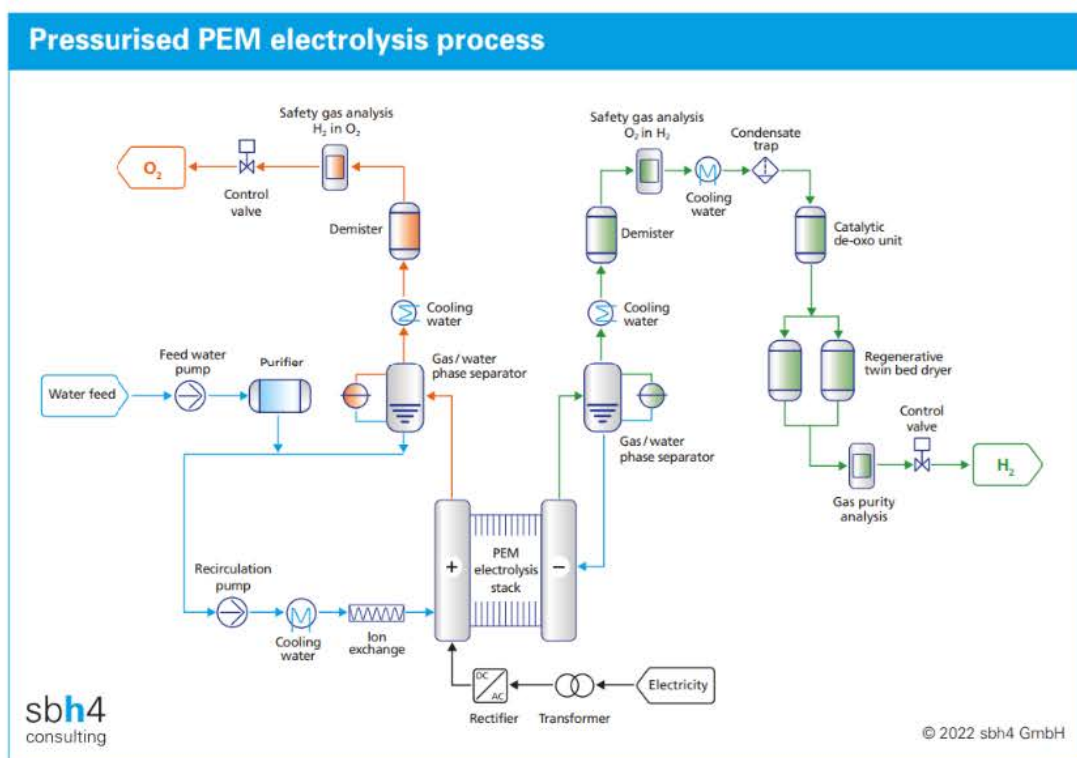 Pressurised PEM electrolysis process
Safety gas analysis
H₂ in O₂
O₂
Control
valve
Demister
Cooling
water
Gas/water
phase separator
Feed water
pump
Purifier
Water feed
Safety gas analysis
O₂ in H₂
Condensate
trap
Cooling
water
Demister
Catalytic
de-oxo unit
Cooling
water
Regenerative
twin bed dryer
Gas/water
phase separator
Control
valve
H₂
Gas purity
analysis
+
PEM
electrolysis
stack
−
Recirculation
pump
Cooling
water
Ion
exchange
DC
AC
Rectifier
Transformer
Electricity
sbh4
consulting
© 2022 sbh4 GmbH